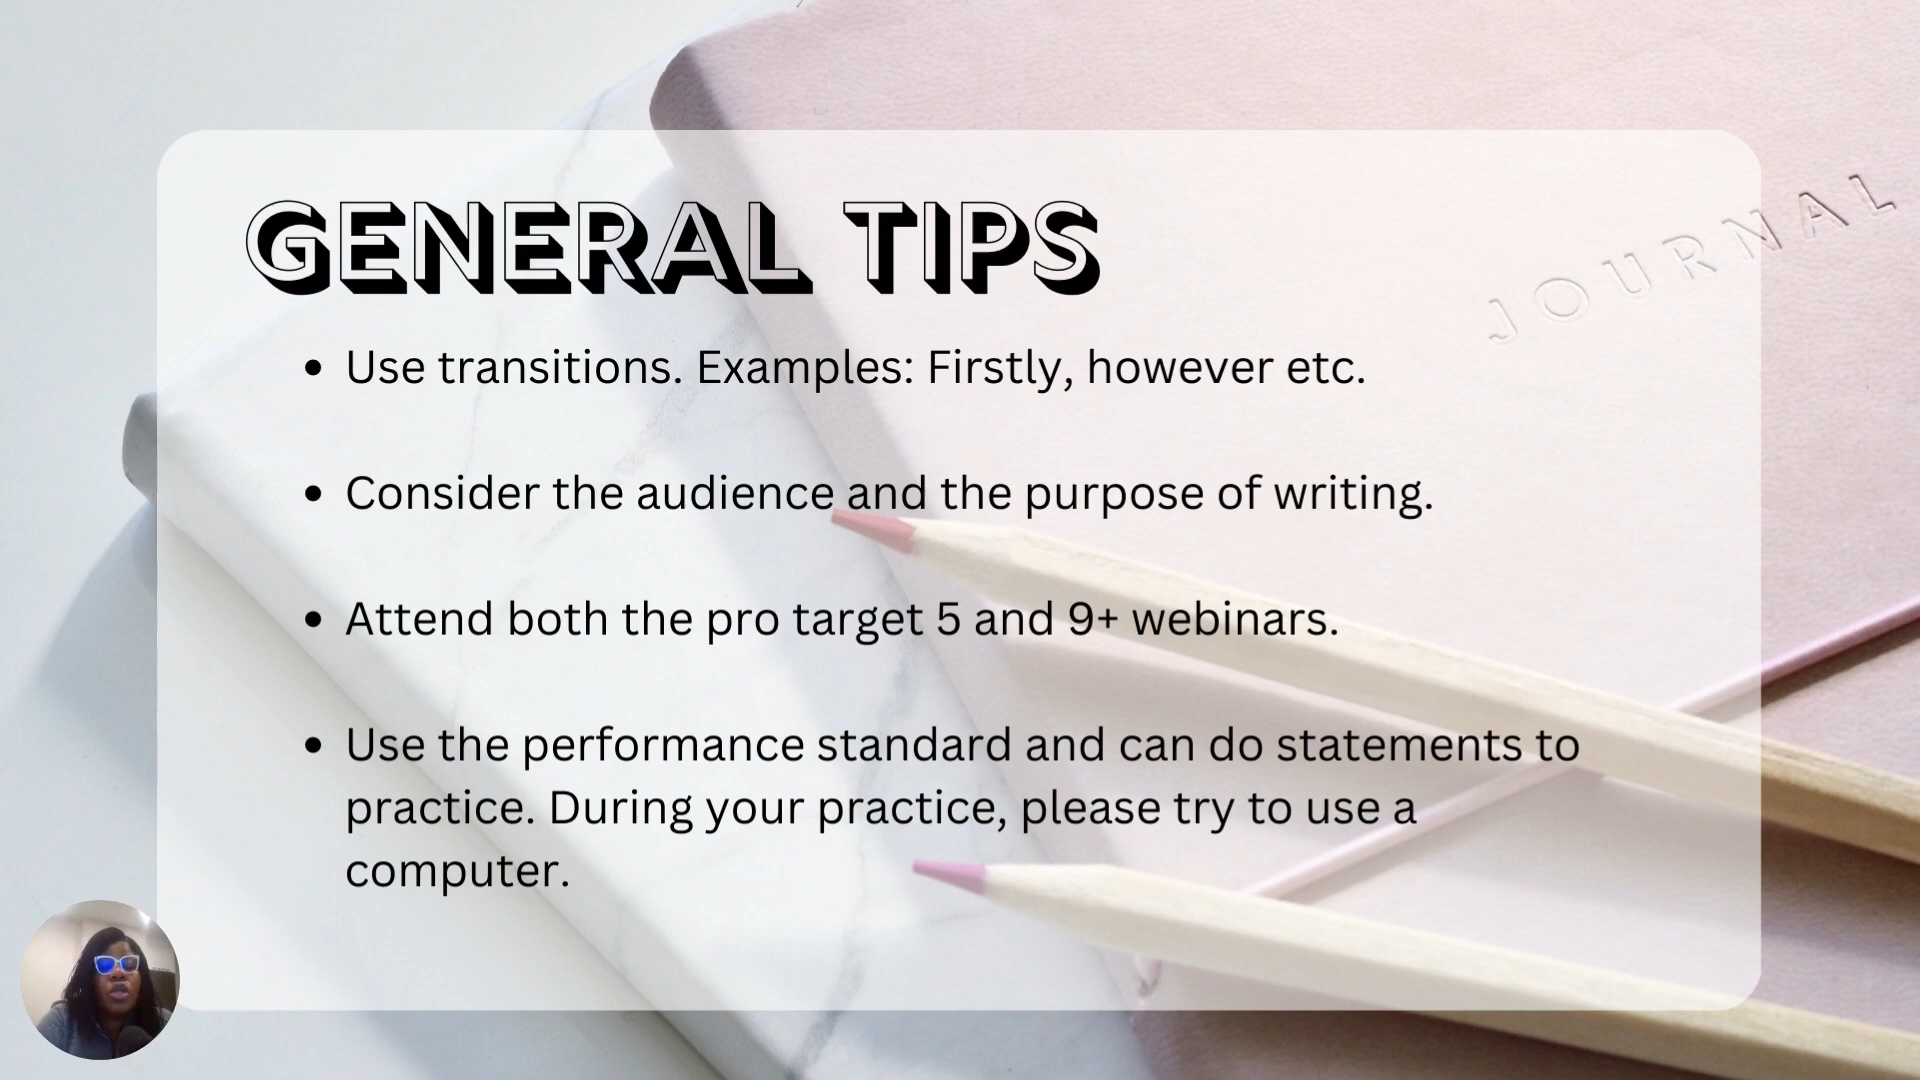 JOURNAL
GENERAL TIPS
• Use transitions. Examples: Firstly, however etc.
• Consider the audience and the purpose of writing.
• Attend both the pro target 5 and 9+ webinars.
• Use the performance standard and can do statements to
practice. During your practice, please try to use a
computer.